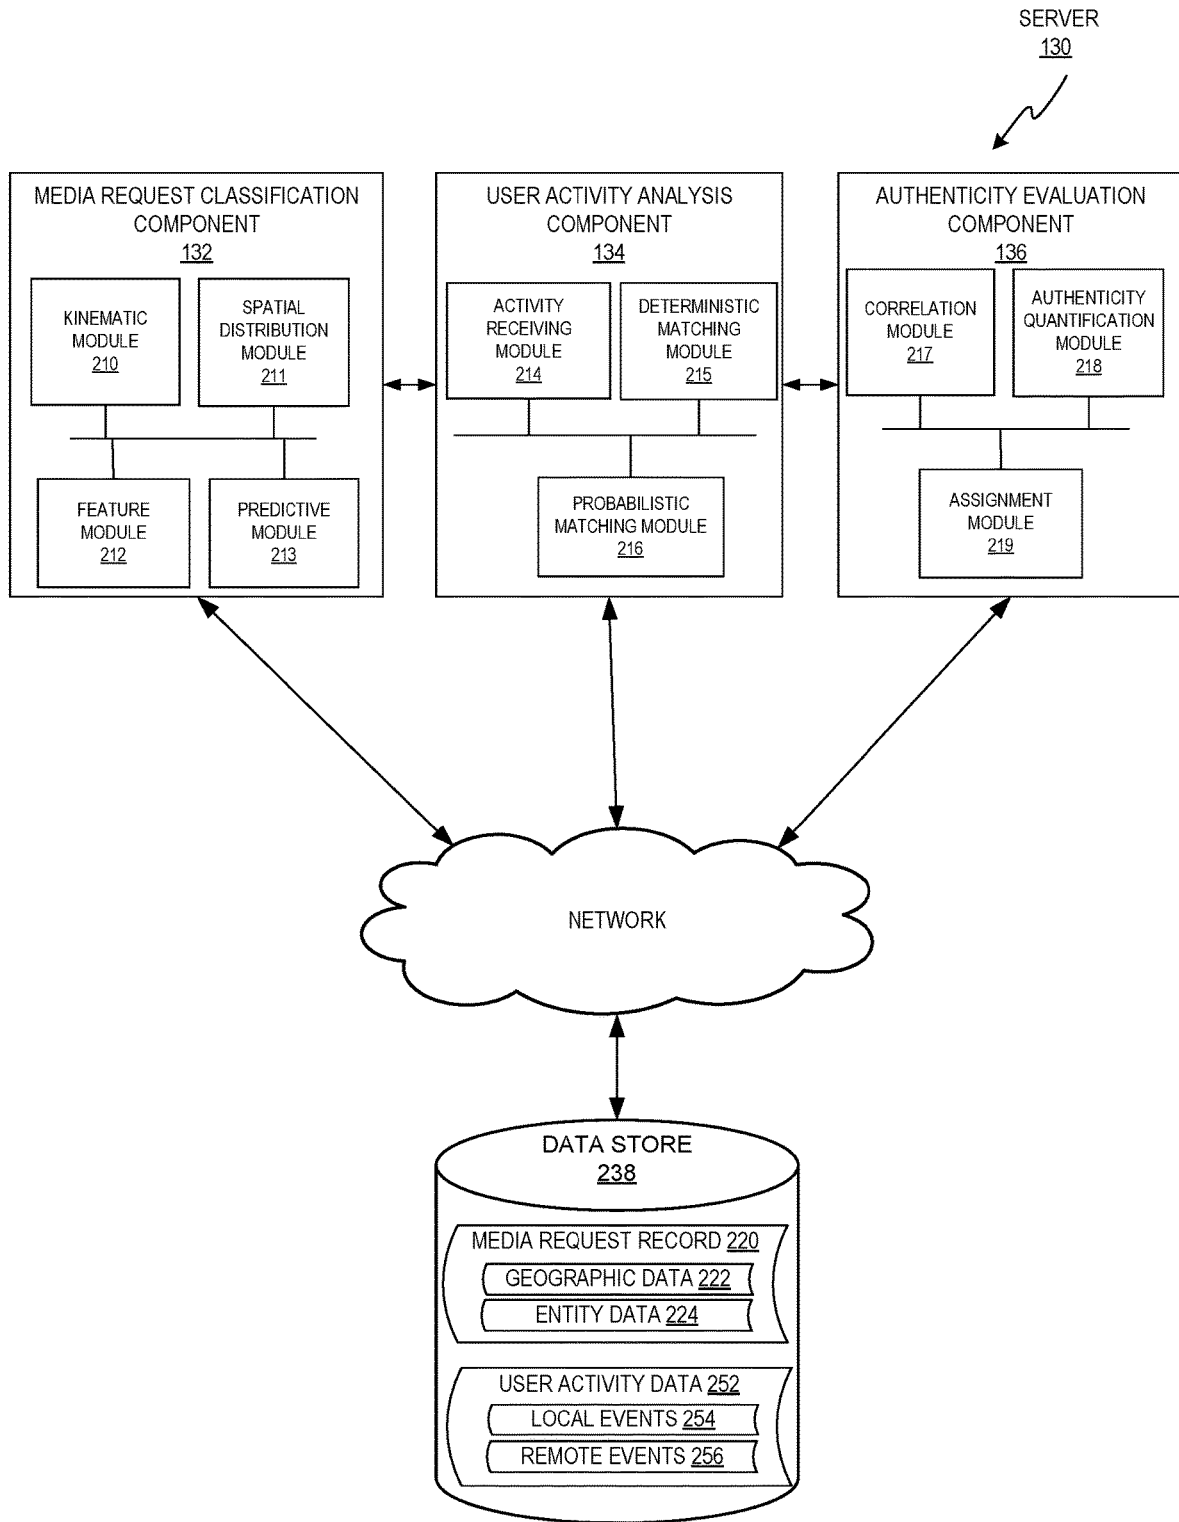 SERVER
130
MEDIA REQUEST CLASSIFICATION
COMPONENT
132
KINEMATIC
MODULE
210
SPATIAL
DISTRIBUTION
MODULE
211
FEATURE
MODULE
212
PREDICTIVE
MODULE
213
USER ACTIVITY ANALYSIS
COMPONENT
134
ACTIVITY
RECEIVING
MODULE
214
DETERMINISTIC
MATCHING
MODULE
215
PROBABILISTIC
MATCHING MODULE
216
AUTHENTICITY EVALUATION
COMPONENT
136
CORRELATION
MODULE
217
AUTHENTICITY
QUANTIFICATION
MODULE
218
ASSIGNMENT
MODULE
219
NETWORK
DATA STORE
238
MEDIA REQUEST RECORD 220
GEOGRAPHIC DATA 222
ENTITY DATA 224
USER ACTIVITY DATA 252
LOCAL EVENTS 254
REMOTE EVENTS 256